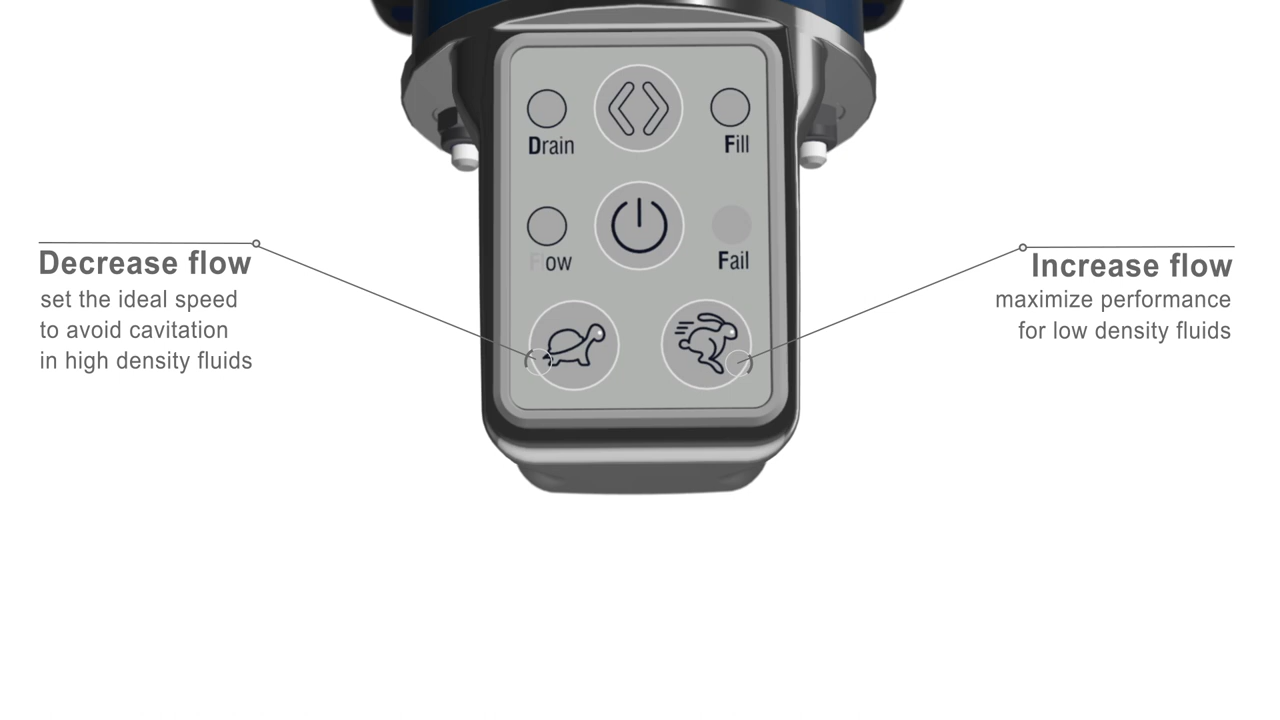 Drain
Fill
Flow
Fail
Decrease flow
set the ideal speed
to avoid cavitation
in high density fluids
Increase flow
maximize performance
for low density fluids